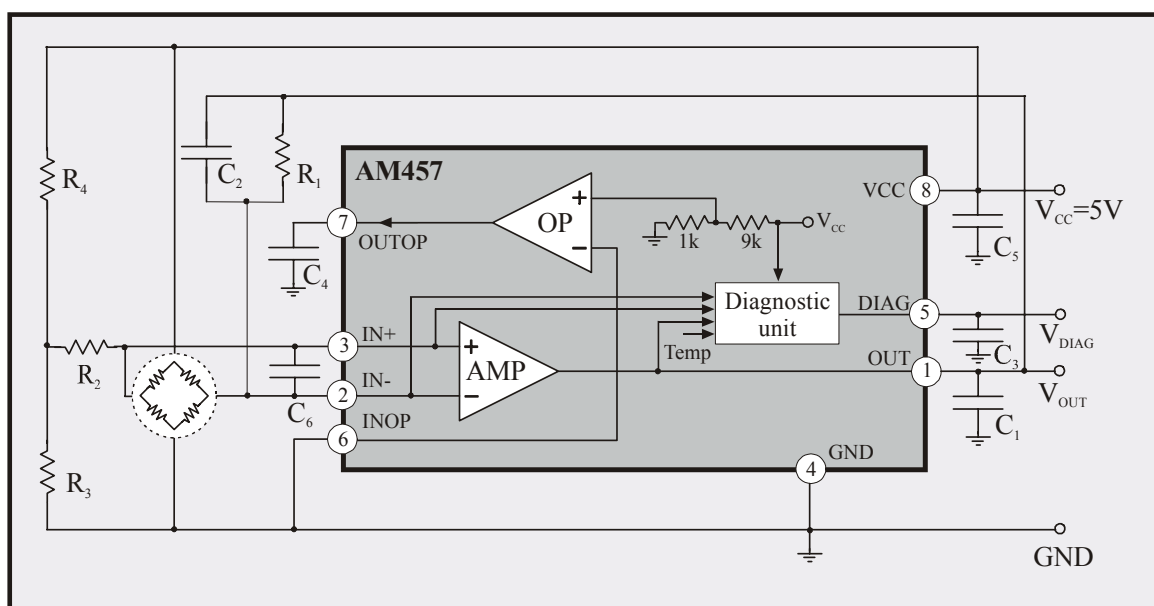 AM457
R4
C2
R1
VCC
8
VCC=5V
C5
7
OUTOP
OP
+
–
1k
9k
VCC
C4
Diagnostic
unit
DIAG
5
VDIAG
C3
R2
3
IN+
+
AMP
–
Temp
OUT
1
VOUT
C1
C6
2
IN-
INOP
6
R3
GND
4
GND